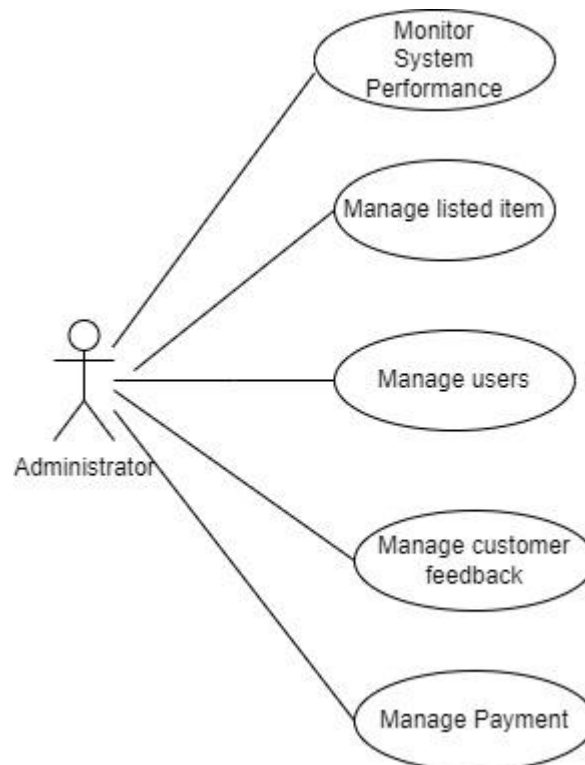 Monitor
System
Performance
Manage listed item
Manage users
Administrator
Manage customer
feedback
Manage Payment